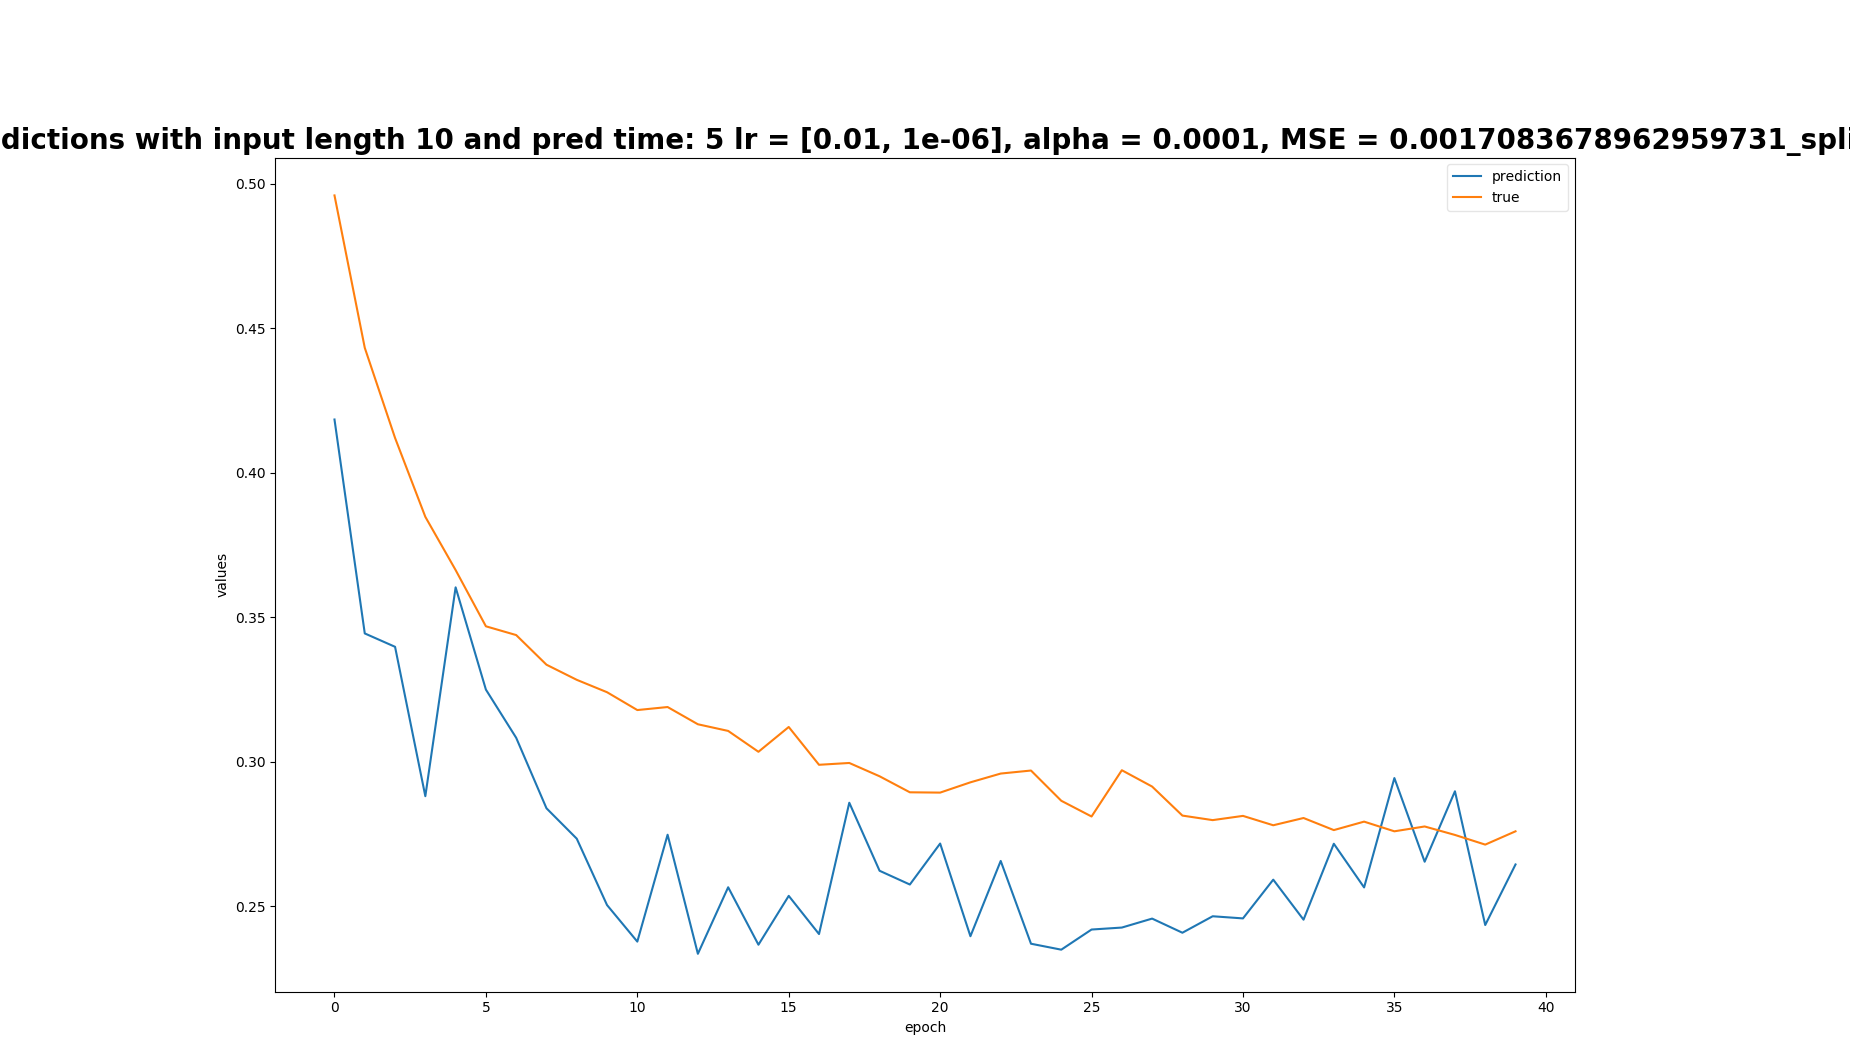 dictions with input length 10 and pred time: 5 lr = [0.01, 1e-06], alpha = 0.0001, MSE = 0.0017083678962959731_spli
prediction
true
0.50
0.45
0.40
0.35
0.30
0.25
values
0 5 10 15 20 25 30 35 40
epoch